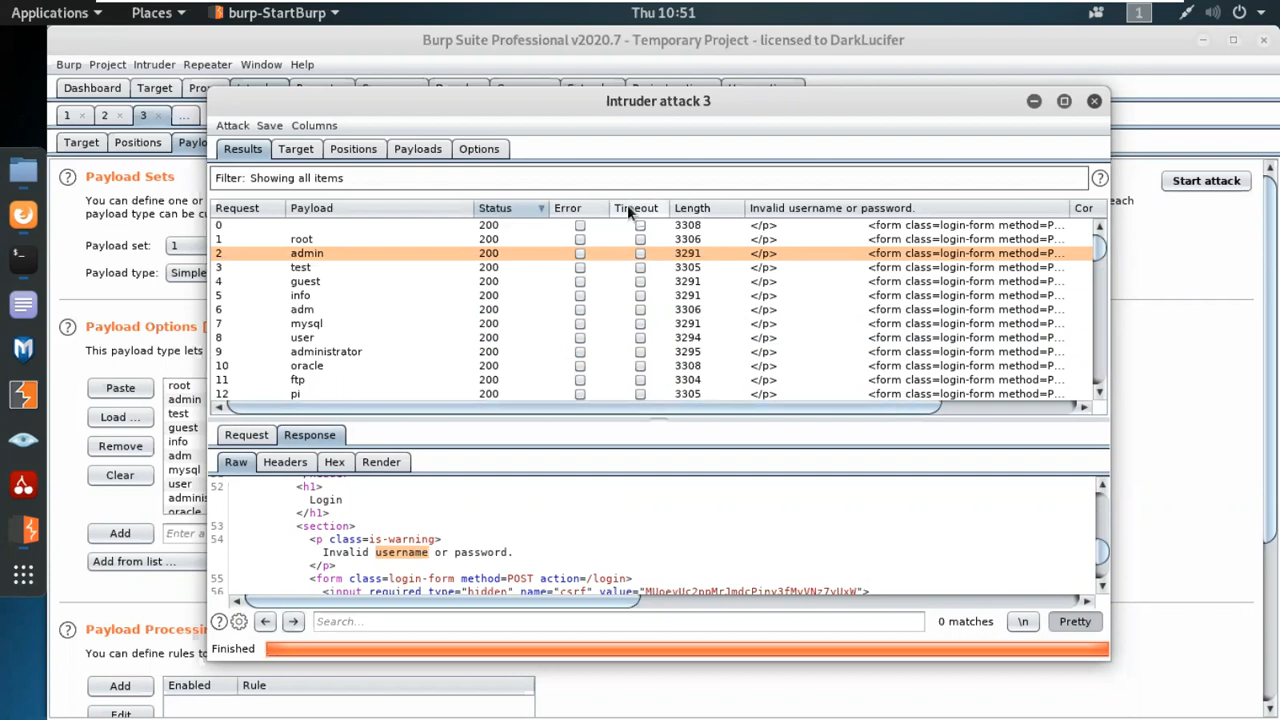 Applications Places burp-StartBurp Thu 10:51 1
Burp Suite Professional v2020.7 - Temporary Project - licensed to DarkLucifer
Burp Project Intruder Repeater Window Help
Dashboard Target
1 × 2 × 3 × ...
Target Positions
Intruder attack 3
Attack Save Columns
Results Target Positions Payloads Options
Filter: Showing all items ?
Request Payload Status Error Timeout Length Invalid username or password. Cor
0 200 3308 </p> <form class=login-form method=P...
1 root 200 3306 </p> <form class=login-form method=P...
2 admin 200 3291 </p> <form class=login-form method=P...
3 test 200 3305 </p> <form class=login-form method=P...
4 guest 200 3291 </p> <form class=login-form method=P...
5 info 200 3291 </p> <form class=login-form method=P...
6 adm 200 3306 </p> <form class=login-form method=P...
7 mysql 200 3291 </p> <form class=login-form method=P...
8 user 200 3294 </p> <form class=login-form method=P...
9 administrator 200 3295 </p> <form class=login-form method=P...
10 oracle 200 3308 </p> <form class=login-form method=P...
11 ftp 200 3304 </p> <form class=login-form method=P...
12 pi 200 3305 </p> <form class=login-form method=P...
Request Response
Raw Headers Hex Render
52 <h1>
Login
</h1>
53 <section>
54 <p class=is-warning>
Invalid username or password.
</p>
55 <form class=login-form method=POST action=/login>
56 <input required type="hidden" name="csrf"
? Search... 0 matches \n Pretty
Finished
? Payload Sets
You can define one or
payload type can be cus
Payload set: 1
Payload type: Simple
Start attack
each
? Payload Options [
This payload type lets
Paste
Load ...
Remove
Clear
Add Enter a
Add from list ...
root
admin
test
guest
info
adm
mysql
user
adminis
oracle
? Payload Processing
You can define rules to
Add
Edit
Enabled Rule